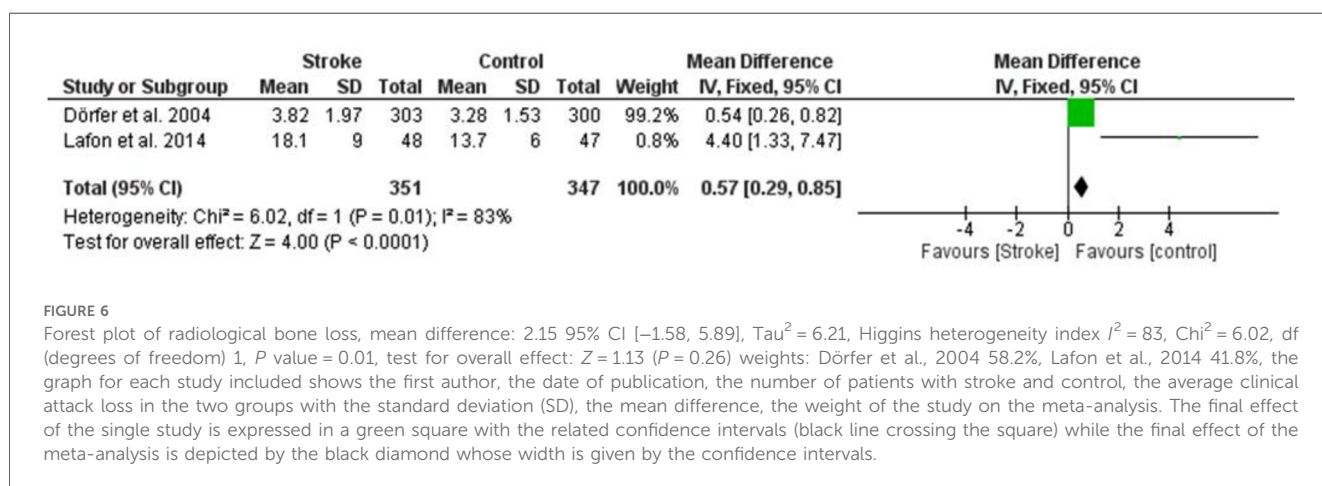 Stroke Control Mean Difference Mean Difference
Study or Subgroup Mean SD Total Mean SD Total Weight IV, Fixed, 95% CI IV, Fixed, 95% CI
Dörfer et al. 2004 3.82 1.97 303 3.28 1.53 300 99.2% 0.54 [0.26, 0.82]
Lafon et al. 2014 18.1 9 48 13.7 6 47 0.8% 4.40 [1.33, 7.47]
Total (95% CI) 351 347 100.0% 0.57 [0.29, 0.85]
Heterogeneity: Chi² = 6.02, df = 1 (P = 0.01); I² = 83%
Test for overall effect: Z = 4.00 (P < 0.0001)
-4 -2 0 2 4
Favours [Stroke] Favours [control]
FIGURE 6
Forest plot of radiological bone loss, mean difference: 2.15 95% CI [−1.58, 5.89], Tau² = 6.21, Higgins heterogeneity index I² = 83, Chi² = 6.02, df
(degrees of freedom) 1, P value = 0.01, test for overall effect: Z = 1.13 (P = 0.26) weights: Dörfer et al., 2004 58.2%, Lafon et al., 2014 41.8%, the
graph for each study included shows the first author, the date of publication, the number of patients with stroke and control, the average clinical
attack loss in the two groups with the standard deviation (SD), the mean difference, the weight of the study on the meta-analysis. The final effect
of the single study is expressed in a green square with the related confidence intervals (black line crossing the square) while the final effect of the
meta-analysis is depicted by the black diamond whose width is given by the confidence intervals.